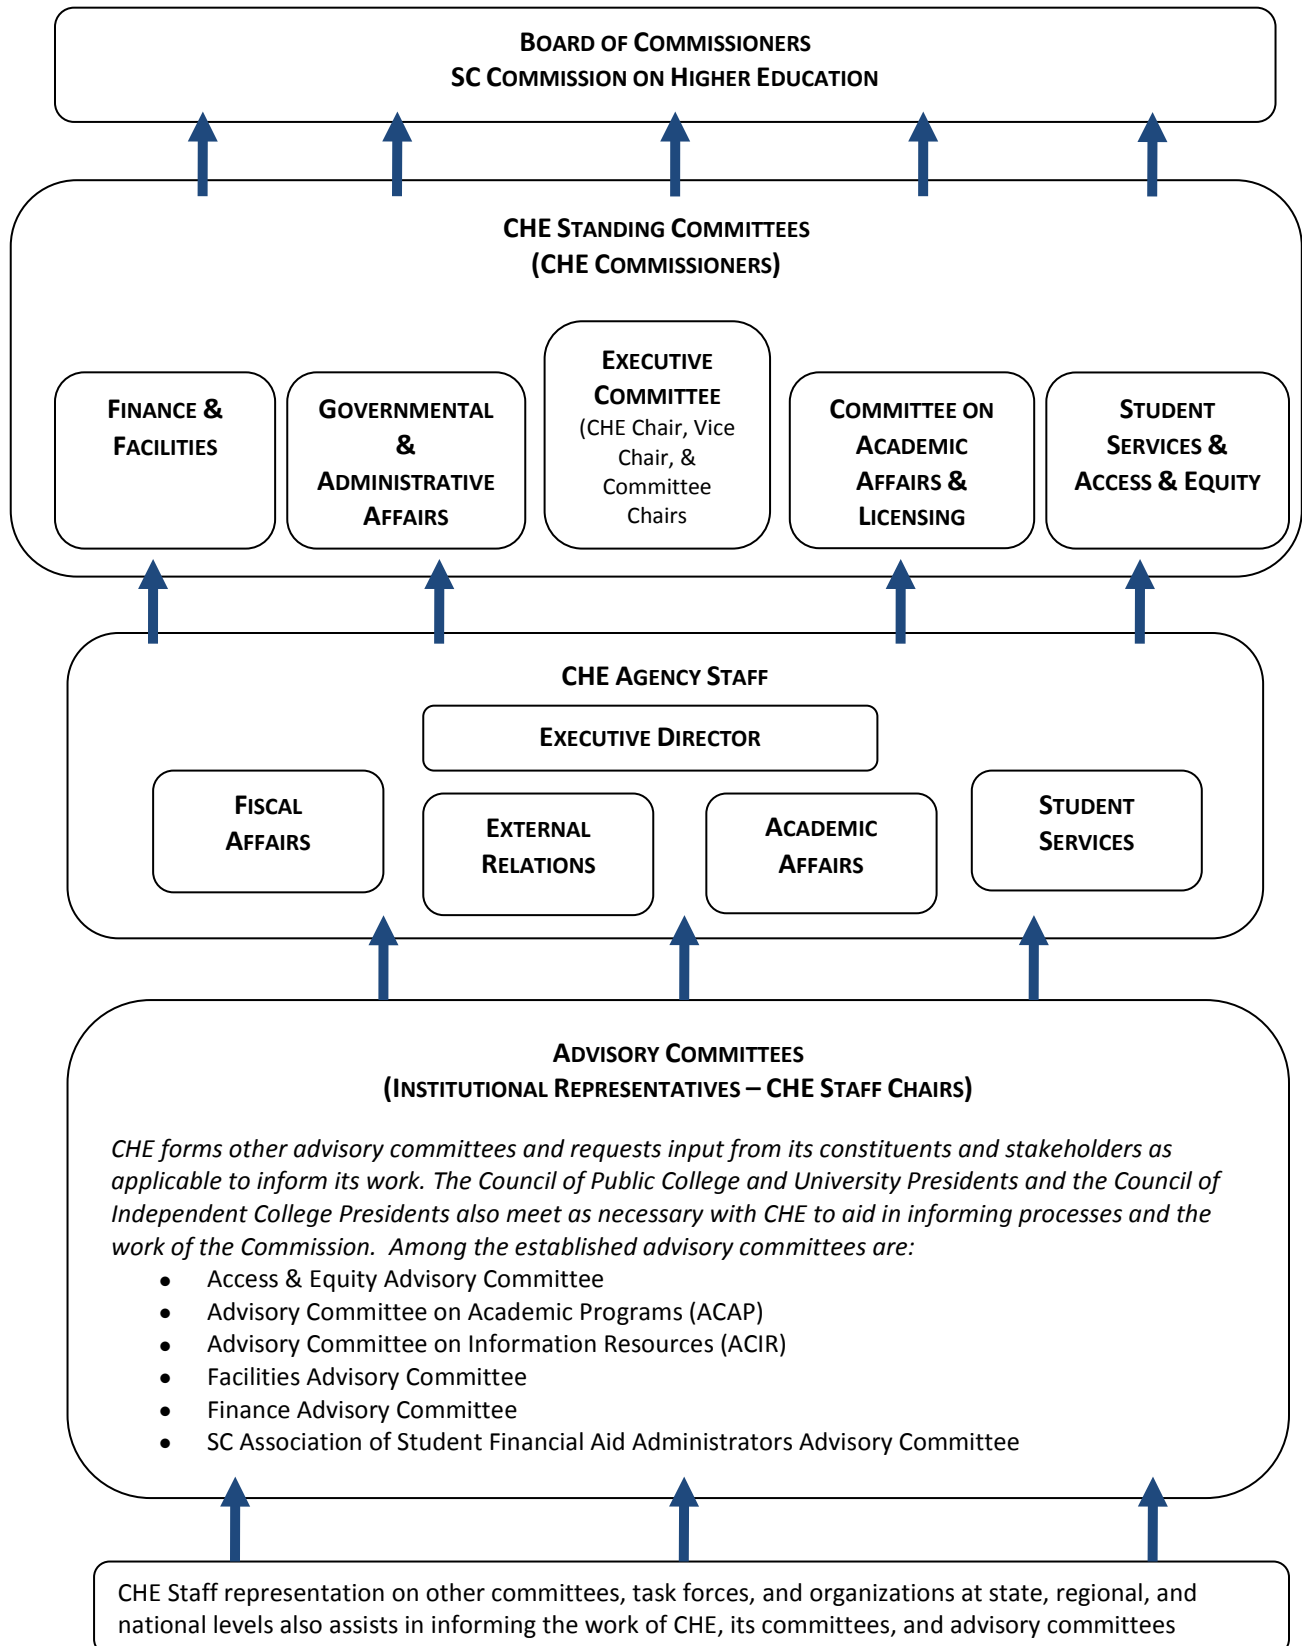 BOARD OF COMMISSIONERS
SC COMMISSION ON HIGHER EDUCATION
CHE STANDING COMMITTEES
(CHE COMMISSIONERS)
FINANCE &
FACILITIES
GOVERNMENTAL
&
ADMINISTRATIVE
AFFAIRS
EXECUTIVE
COMMITTEE
(CHE Chair, Vice
Chair, &
Committee
Chairs
COMMITTEE ON
ACADEMIC
AFFAIRS &
LICENSING
STUDENT
SERVICES &
ACCESS & EQUITY
CHE AGENCY STAFF
EXECUTIVE DIRECTOR
FISCAL
AFFAIRS
EXTERNAL
RELATIONS
ACADEMIC
AFFAIRS
STUDENT
SERVICES
ADVISORY COMMITTEES
(INSTITUTIONAL REPRESENTATIVES – CHE STAFF CHAIRS)
CHE forms other advisory committees and requests input from its constituents and stakeholders as
applicable to inform its work. The Council of Public College and University Presidents and the Council of
Independent College Presidents also meet as necessary with CHE to aid in informing processes and the
work of the Commission.  Among the established advisory committees are:
• Access & Equity Advisory Committee
• Advisory Committee on Academic Programs (ACAP)
• Advisory Committee on Information Resources (ACIR)
• Facilities Advisory Committee
• Finance Advisory Committee
• SC Association of Student Financial Aid Administrators Advisory Committee
CHE Staff representation on other committees, task forces, and organizations at state, regional, and
national levels also assists in informing the work of CHE, its committees, and advisory committees